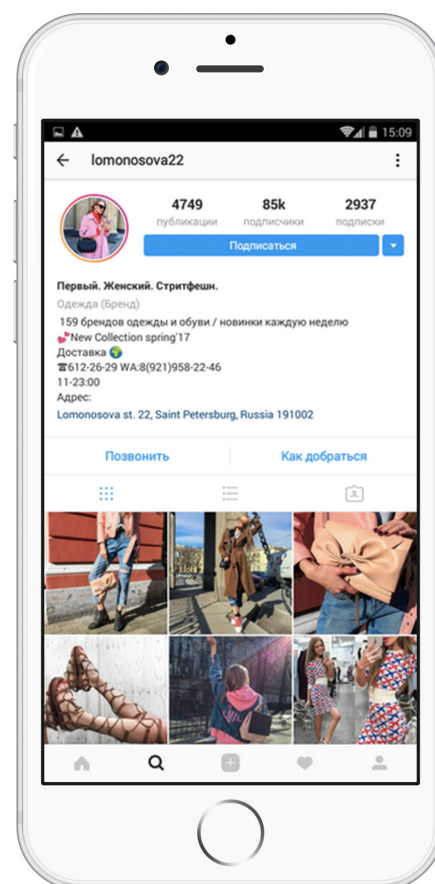 15:09
lomonosova22
4749 85k 2937
публикации подписчики подписки
Подписаться
Первый. Женский. Стритфешн.
Одежда (Бренд)
159 брендов одежды и обуви / новинки каждую неделю
💕New Collection spring'17
Доставка 🌍
☎612-26-29 WA:8(921)958-22-46
11-23:00
Адрес:
Lomonosova st. 22, Saint Petersburg, Russia 191002
Позвонить Как добраться